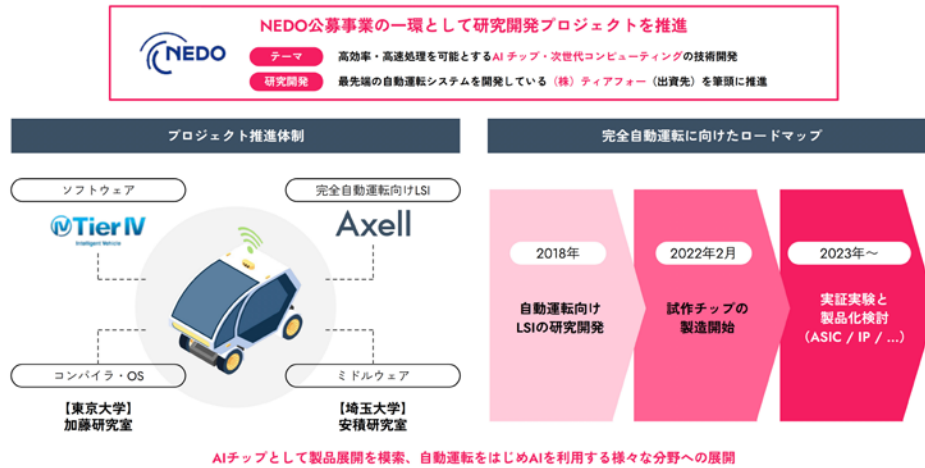 NEDO公募事業の一環として研究開発プロジェクトを推進
NEDO
テーマ 高効率・高速処理を可能とするAIチップ・次世代コンピューティングの技術開発
研究開発 最先端の自動運転システムを開発している（株）ティアフォー（出資先）を筆頭に推進
プロジェクト推進体制
ソフトウェア
Tier IV
Intelligent Vehicle
完全自動運転向けLSI
Axell
コンパイラ・OS
【東京大学】
加藤研究室
ミドルウェア
【埼玉大学】
安積研究室
完全自動運転に向けたロードマップ
2018年
自動運転向け
LSIの研究開発
2022年2月
試作チップの
製造開始
2023年～
実証実験と
製品化検討
（ASIC / IP / ...）
AIチップとして製品展開を模索、自動運転をはじめAIを利用する様々な分野への展開